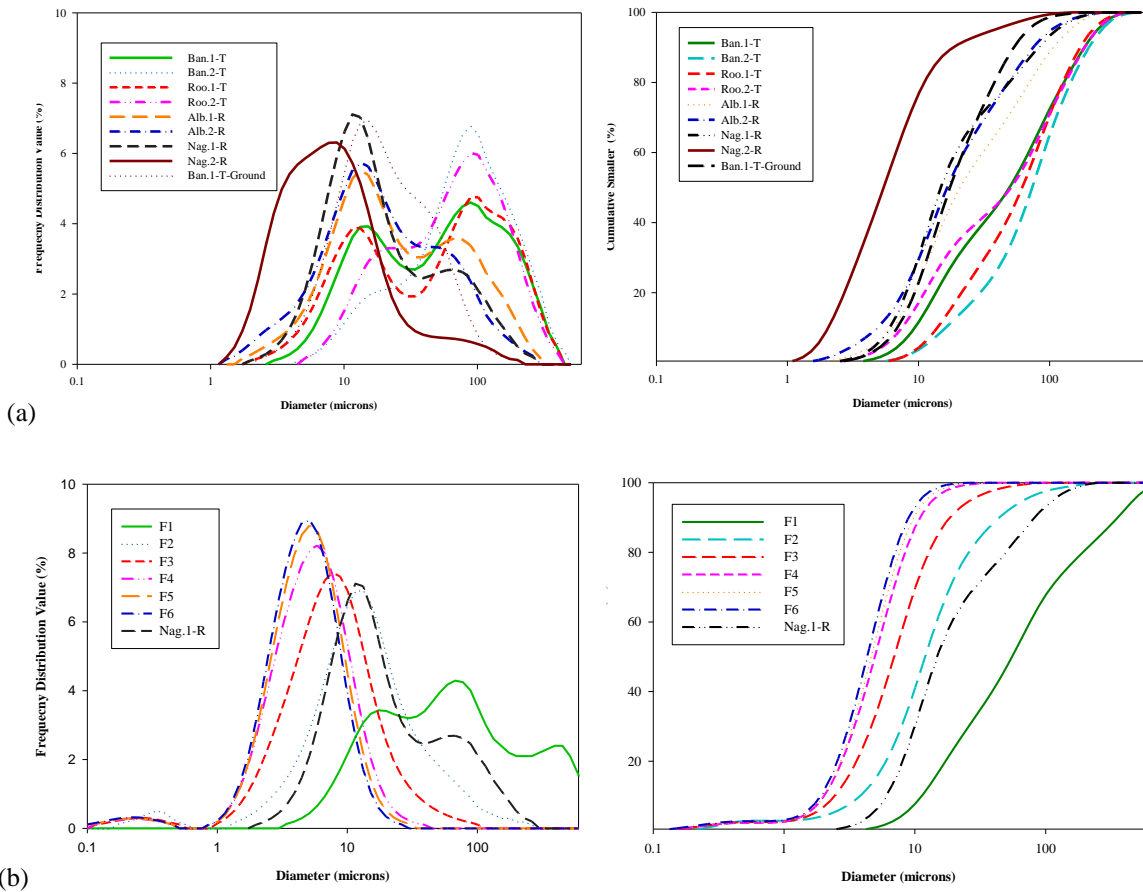 10
8
6
4
2
0
0.1
1
10
100
Frequecny Distribution Value (%)
Diameter (microns)
Ban.1-T
Ban.2-T
Roo.1-T
Roo.2-T
Alb.1-R
Alb.2-R
Nag.1-R
Nag.2-R
Ban.1-T-Ground
100
80
60
40
20
0.1
1
10
100
Cumulative Smaller (%)
Diameter (microns)
Ban.1-T
Ban.2-T
Roo.1-T
Roo.2-T
Alb.1-R
Alb.2-R
Nag.1-R
Nag.2-R
Ban.1-T-Ground
(a)
10
8
6
4
2
0
0.1
1
10
100
Frequecny Distribution Value (%)
Diameter (microns)
F1
F2
F3
F4
F5
F6
Nag.1-R
100
80
60
40
20
0.1
1
10
100
Diameter (microns)
F1
F2
F3
F4
F5
F6
Nag.1-R
(b)